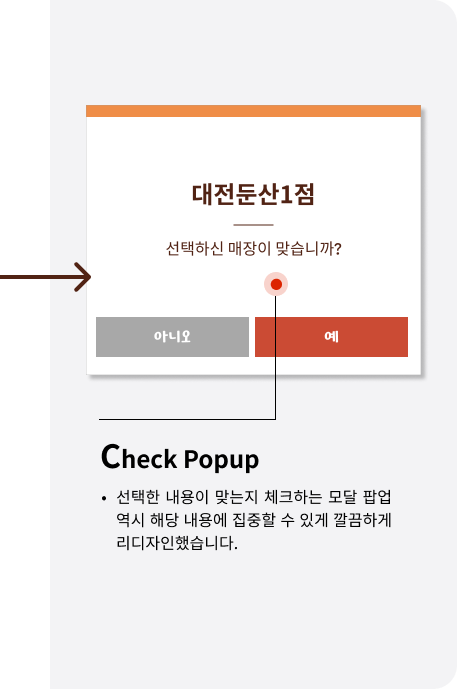 대전둔산1점
선택하신 매장이 맞습니까?
아니오
예
Check Popup
• 선택한 내용이 맞는지 체크하는 모달 팝업
역시 해당 내용에 집중할 수 있게 깔끔하게
리디자인했습니다.